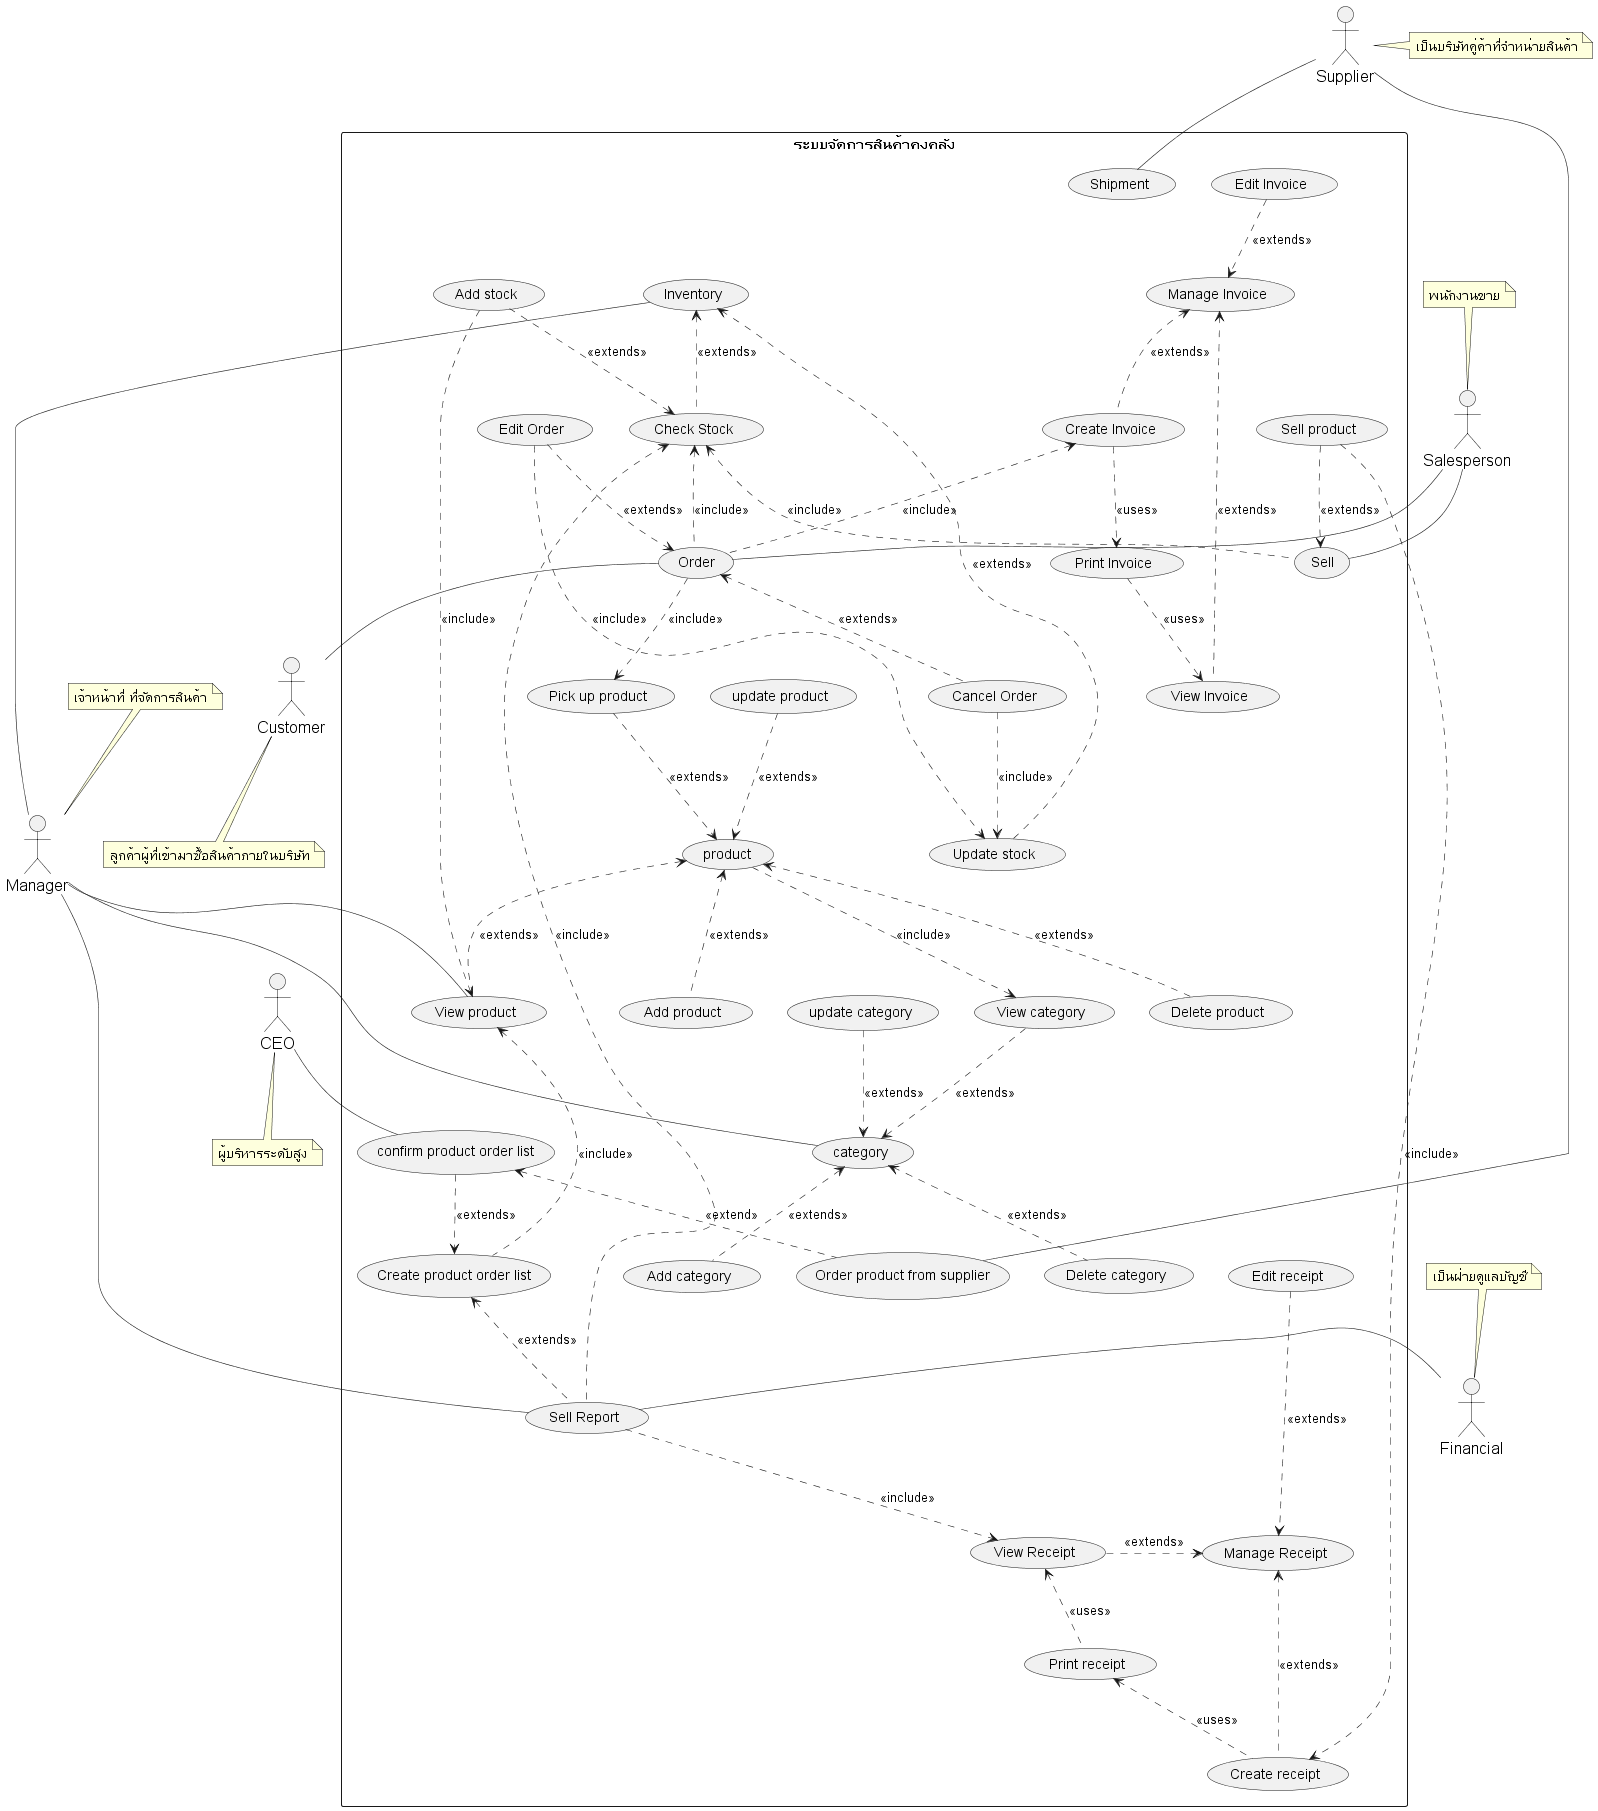 เป็นบริษัทคู่ค้าที่จำหน่ายสินค้า
Supplier
ระบบจัดการสินค้าคงคลัง
Shipment
Edit Invoice
«extends»
Add stock
Inventory
Manage Invoice
พนักงานขาย
«extends»
«extends»
«extends»
Edit Order
Check Stock
Create Invoice
Sell product
Salesperson
«extends»
«include»
«include»
«include»
«uses»
«extends»
«extends»
Order
Print Invoice
Sell
«extends»
«include»
«include»
«include»
«extends»
«uses»
Customer
เจ้าหน้าที่ ที่จัดการสินค้า
Pick up product
update product
Cancel Order
View Invoice
«extends»
«extends»
«include»
ลูกค้าผู้ที่เข้ามาซื้อสินค้าภายในบริษัท
Manager
product
Update stock
«extends»
«include»
«extends»
«include»
«extends»
View product
Add product
update category
View category
Delete product
CEO
«extends»
«extends»
ผู้บริหารระดับสูง
confirm product order list
«include»
category
«include»
«extends»
«extend»
«extends»
«extends»
Create product order list
Add category
Order product from supplier
Delete category
Edit receipt
เป็นฝ่ายดูแลบัญชี
«extends»
Sell Report
«extends»
Financial
«include»
View Receipt
«extends»
Manage Receipt
«uses»
Print receipt
«extends»
«uses»
Create receipt